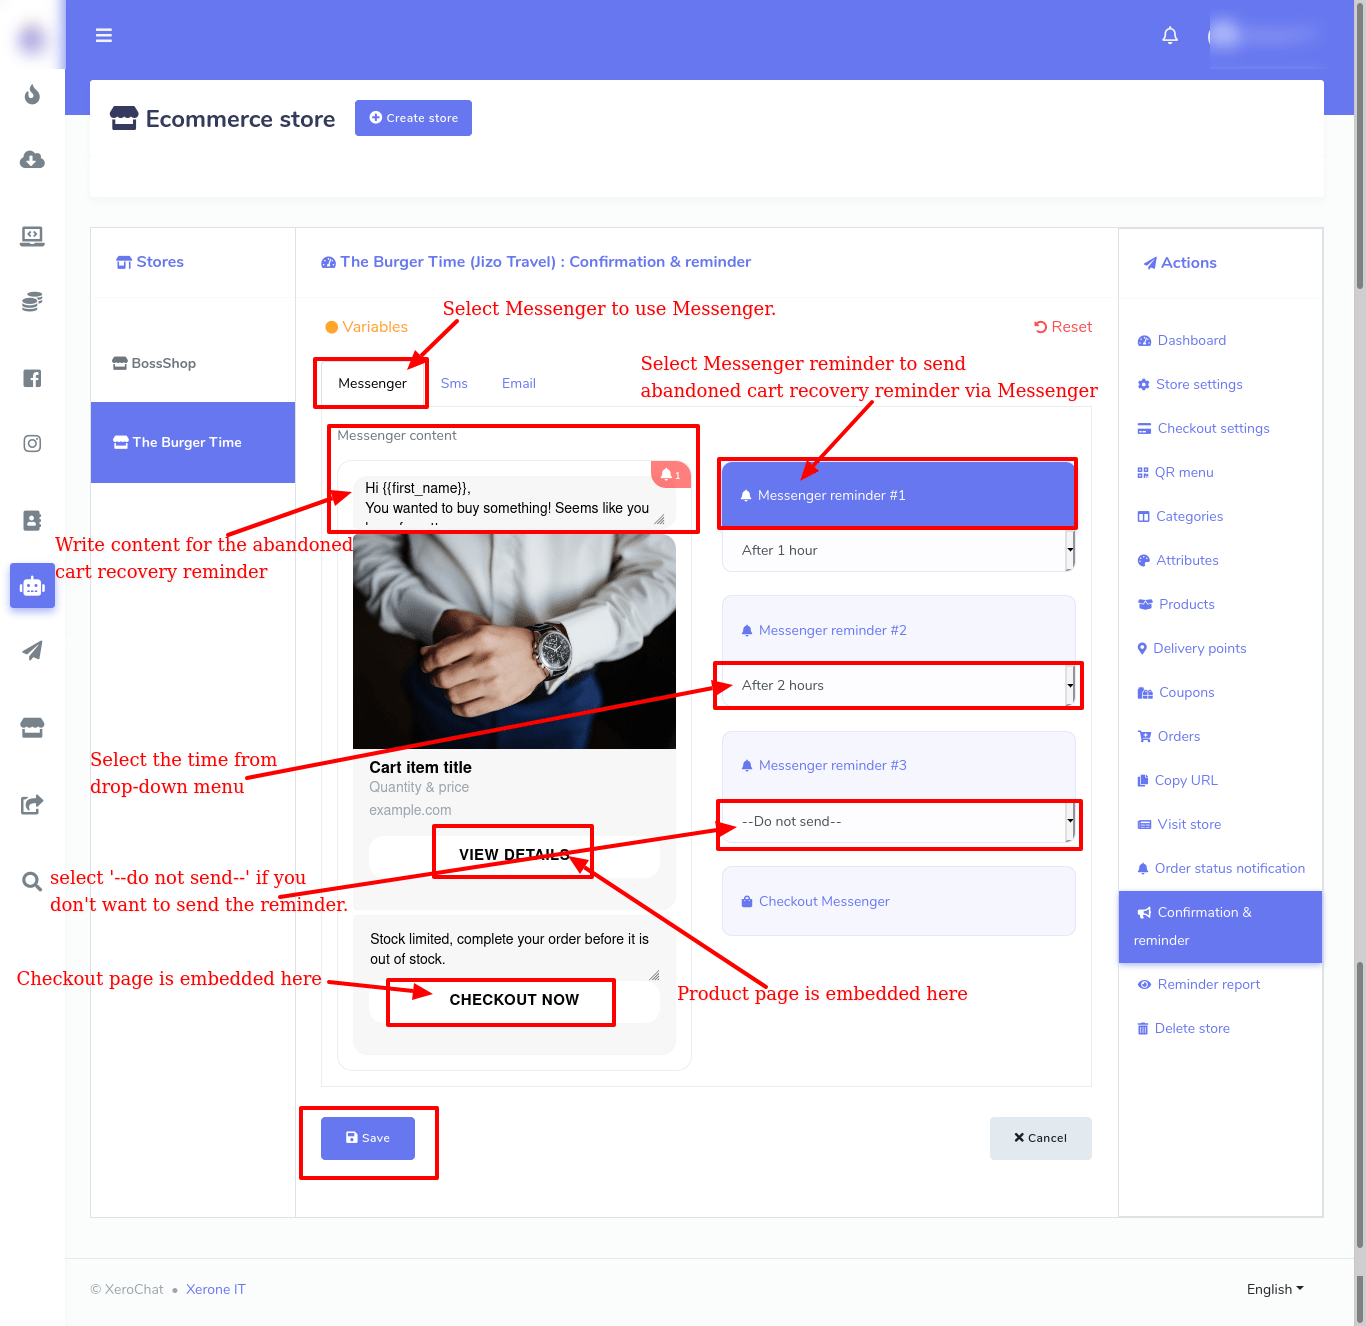 Ecommerce store
Create store
Stores
BossShop
The Burger Time
The Burger Time (Jizo Travel) : Confirmation & reminder
Select Messenger to use Messenger.
Variables
Reset
Messenger
Sms
Email
Select Messenger reminder to send
abandoned cart recovery reminder via Messenger
Messenger content
1
Hi {{first_name}},
You wanted to buy something! Seems like you
Write content for the abandoned
cart recovery reminder
Messenger reminder #1
After 1 hour
Messenger reminder #2
After 2 hours
Select the time from
drop-down menu
Messenger reminder #3
--Do not send--
Cart item title
Quantity & price
example.com
VIEW DETAILS
select '--do not send--' if you
don't want to send the reminder.
Checkout Messenger
Stock limited, complete your order before it is
out of stock.
Checkout page is embedded here
CHECKOUT NOW
Product page is embedded here
Save
Cancel
Actions
Dashboard
Store settings
Checkout settings
QR menu
Categories
Attributes
Products
Delivery points
Coupons
Orders
Copy URL
Visit store
Order status notification
Confirmation &
reminder
Reminder report
Delete store
© XeroChat • Xerone IT
English